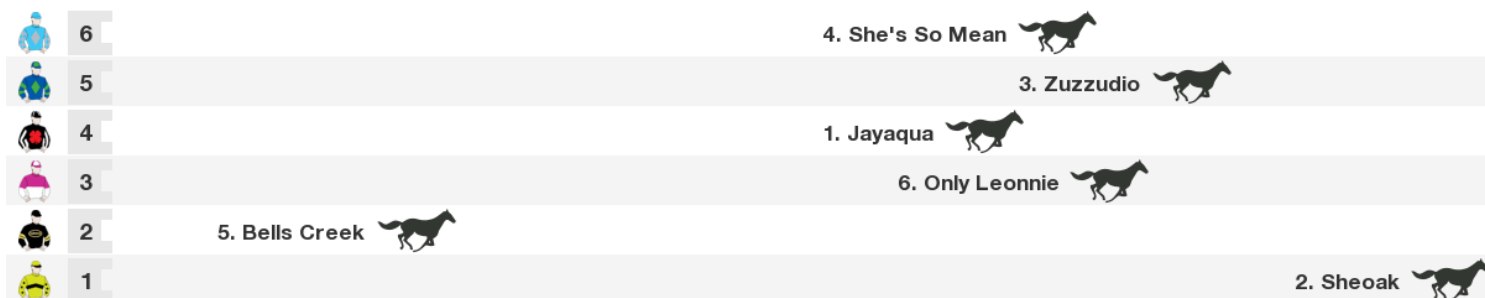 6 4. She's So Mean
5 3. Zuzzudio
4 1. Jayaqua
3 6. Only Leonnie
2 5. Bells Creek
1 2. Sheoak